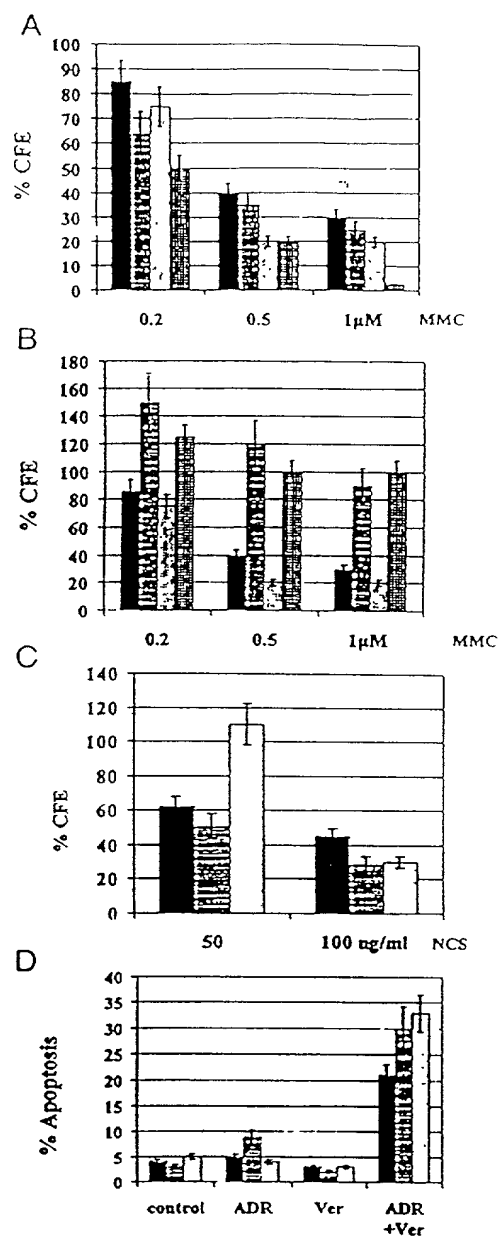 A
100
90
80
70
60
50
40
30
20
10
0
% CFE
0.2 0.5 1µM MMC
B
180
160
140
120
100
80
60
40
20
0
% CFE
0.2 0.5 1µM MMC
C
140
120
100
80
60
40
20
0
% CFE
50 100 ng/ml NCS
D
40
35
30
25
20
15
10
5
0
% Apoptosis
control ADR Ver ADR
+Ver